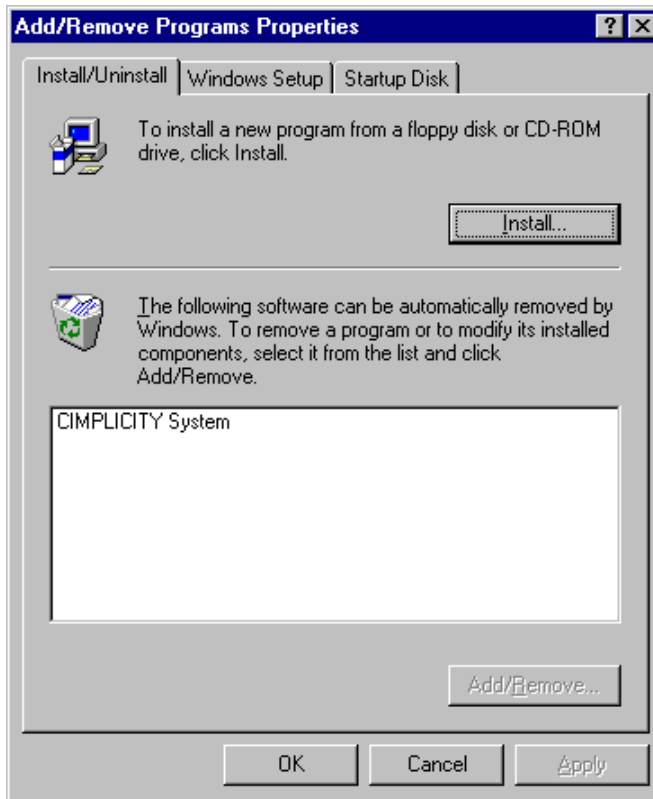 Add/Remove Programs Properties
Install/Uninstall
Windows Setup
Startup Disk
To install a new program from a floppy disk or CD-ROM
drive, click Install.
Install...
The following software can be automatically removed by
Windows. To remove a program or to modify its installed
components, select it from the list and click
Add/Remove.
CIMPLICITY System
Add/Remove...
OK
Cancel
Apply